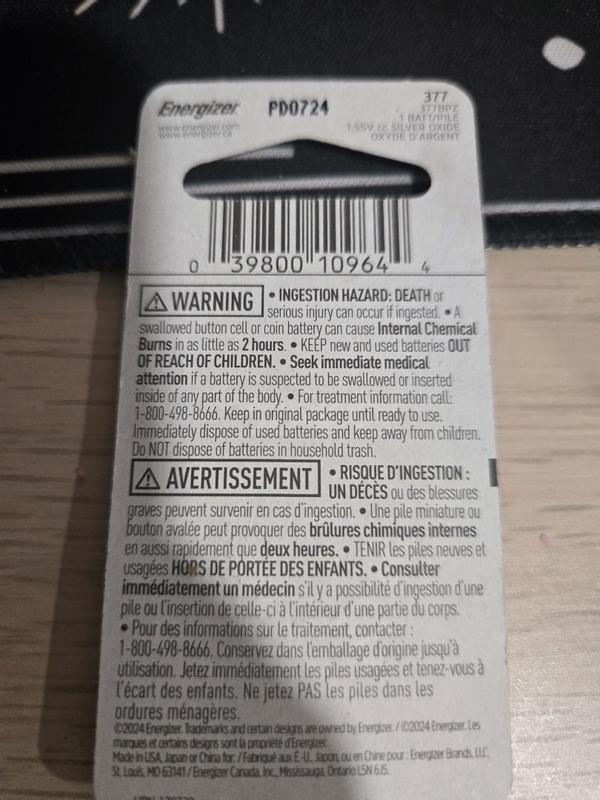 Energizer PD0724 377
www.energizer.com 377BPZ
www.energizer.ca 1 BATT/PILE
1.55V cc SILVER OXIDE
OXYDE D'ARGENT
0 39800 10964 4
WARNING • INGESTION HAZARD: DEATH or
serious injury can occur if ingested. • A
swallowed button cell or coin battery can cause Internal Chemical
Burns in as little as 2 hours. • KEEP new and used batteries OUT
OF REACH OF CHILDREN. • Seek immediate medical
attention if a battery is suspected to be swallowed or inserted
inside of any part of the body. • For treatment information call:
1-800-498-8666. Keep in original package until ready to use.
Immediately dispose of used batteries and keep away from children.
Do NOT dispose of batteries in household trash.
AVERTISSEMENT • RISQUE D'INGESTION :
UN DÉCÈS ou des blessures
graves peuvent survenir en cas d'ingestion. • Une pile miniature ou
bouton avalée peut provoquer des brûlures chimiques internes
en aussi rapidement que deux heures. • TENIR les piles neuves et
usagées HORS DE PORTÉE DES ENFANTS. • Consulter
immédiatement un médecin s'il y a possibilité d'ingestion d'une
pile ou l'insertion de celle-ci à l'intérieur d'une partie du corps.
• Pour des informations sur le traitement, contacter :
1-800-498-8666. Conservez dans l'emballage d'origine jusqu'à
utilisation. Jetez immédiatement les piles usagées et tenez-vous à
l'écart des enfants. Ne jetez PAS les piles dans les
ordures ménagères.
©2024 Energizer. Trademarks and certain designs are owned by Energizer. / ©2024 Energizer. Les
marques et certains designs sont la propriété d'Energizer.
Made in USA, Japan or China for: / Fabriqué aux É.-U., Japon, ou en Chine pour : Energizer Brands, LLC,
St. Louis, MO 63141 / Energizer Canada, Inc., Mississauga, Ontario L5N 6J5.